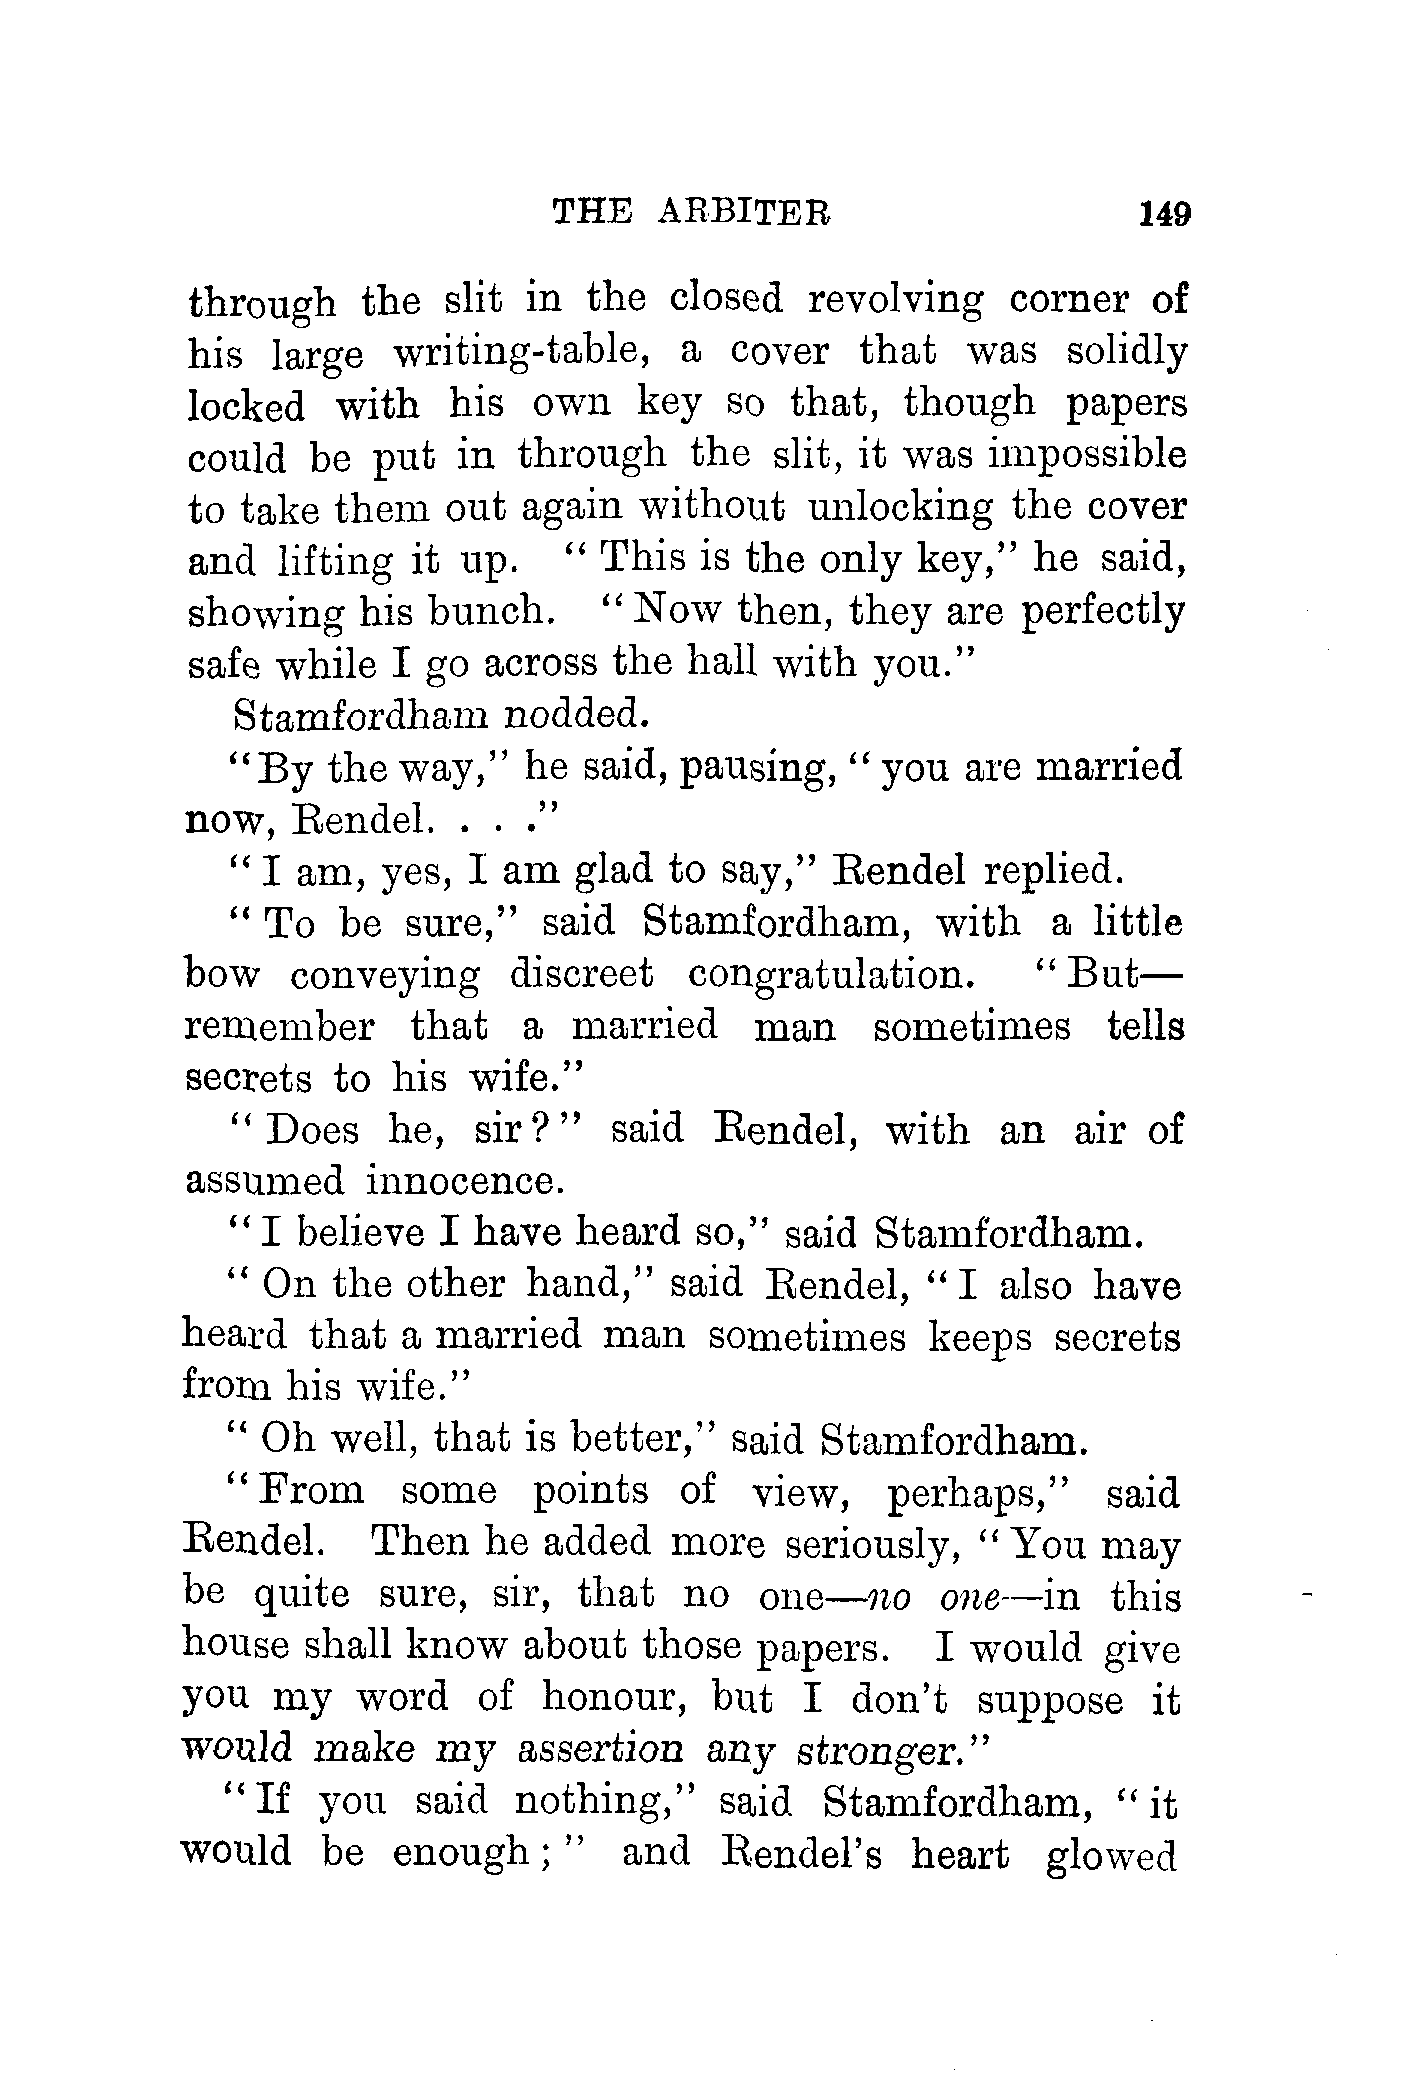 THE ARBITER 149
through the slit in the closed revolving corner of
his large writing-table, a cover that was solidly
locked with his own key so that, though papers
could be put in through the slit, it was impossible
to take them out again without unlocking the cover
and lifting it up. “ This is the only key,” he said,
showing his bunch. “ Now then, they are perfectly
safe while I go across the hall with you.”
Stamfordham nodded.
“By the way,” he said, pausing, “ you are married
now, Rendel. . . .”
“ I am, yes, I am glad to say,” Rendel replied.
“ To be sure,” said Stamfordham, with a little
bow conveying discreet congratulation. “ But—
remember that a married man sometimes tells
secrets to his wife.”
“ Does he, sir ? ” said Rendel, with an air of
assumed innocence.
“ I believe I have heard so,” said Stamfordham.
“ On the other hand,” said Rendel, “ I also have
heard that a married man sometimes keeps secrets
from his wife.”
“ Oh well, that is better,” said Stamfordham.
“ From some points of view, perhaps,” said
Rendel. Then he added more seriously, “ You may
be quite sure, sir, that no one—no one—in this
house shall know about those papers. I would give
you my word of honour, but I don’t suppose it
would make my assertion any stronger.”
“ If you said nothing,” said Stamfordham, “ it
would be enough ; ” and Rendel’s heart glowed